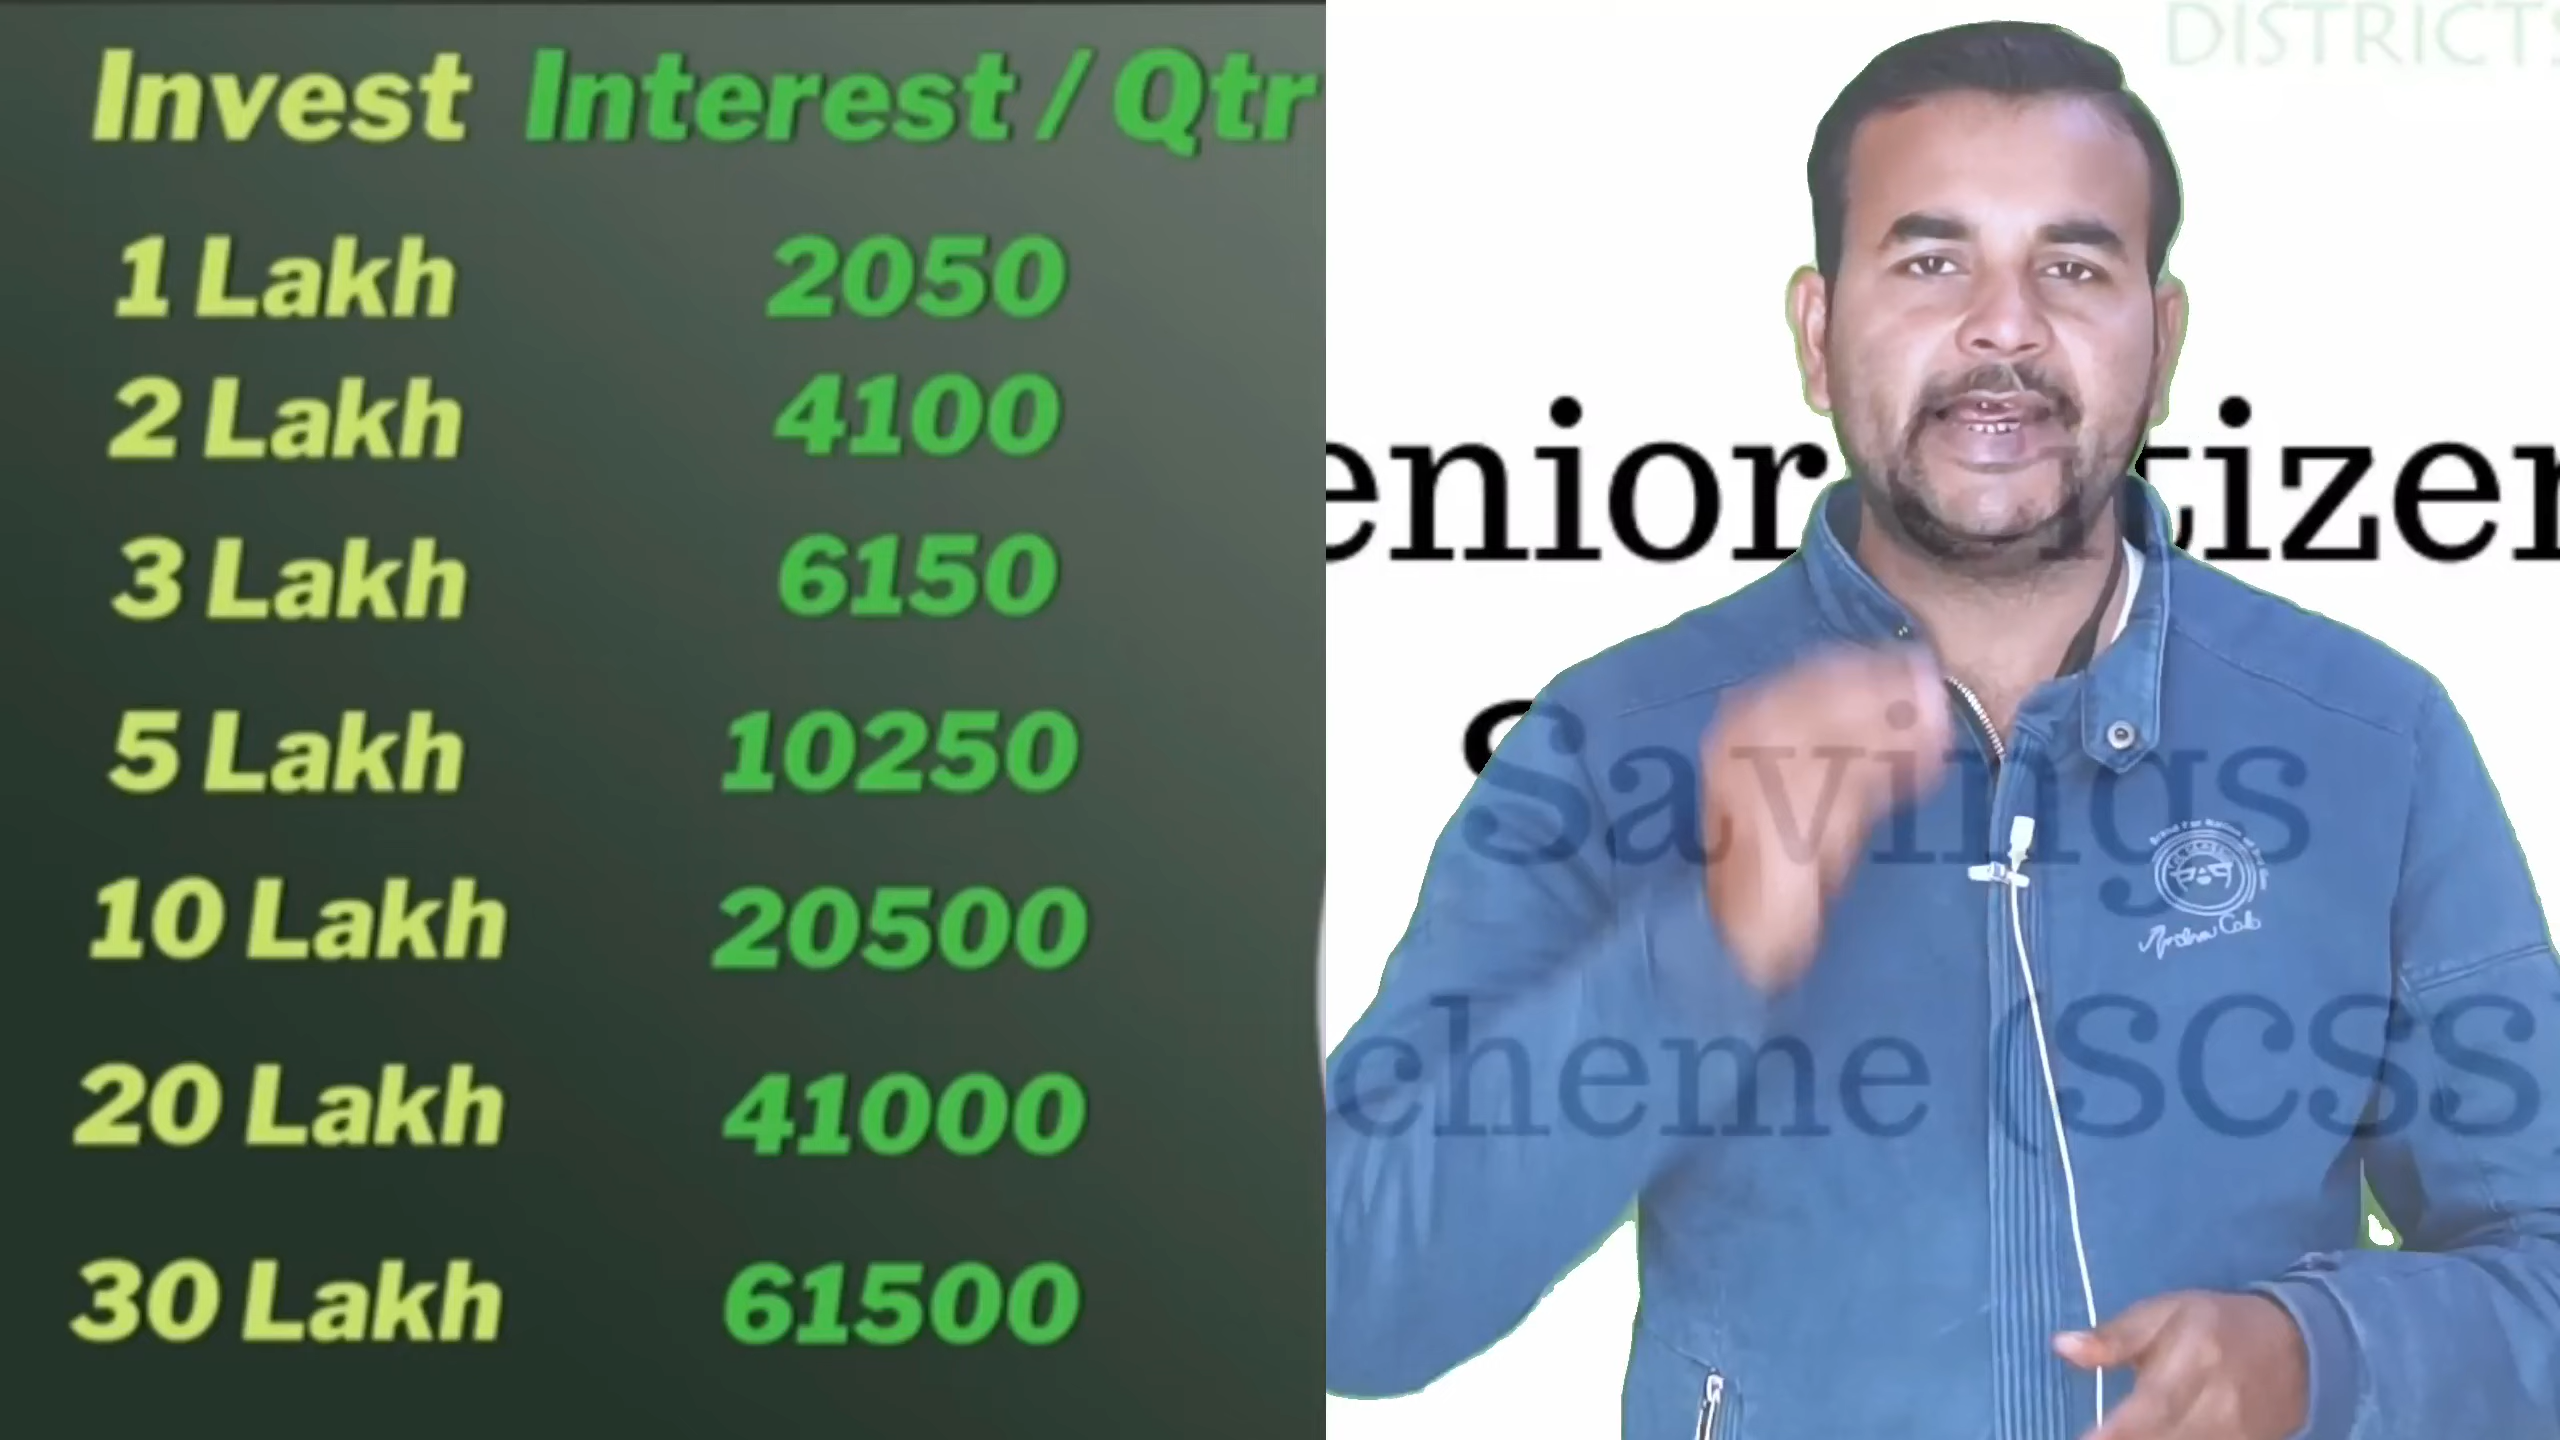 Invest Interest / Qtr
1 Lakh 2050
2 Lakh 4100
3 Lakh 6150
5 Lakh 10250
10 Lakh 20500
20 Lakh 41000
30 Lakh 61500
DISTRICTS
enior tizen
Savings
cheme (SCSS)